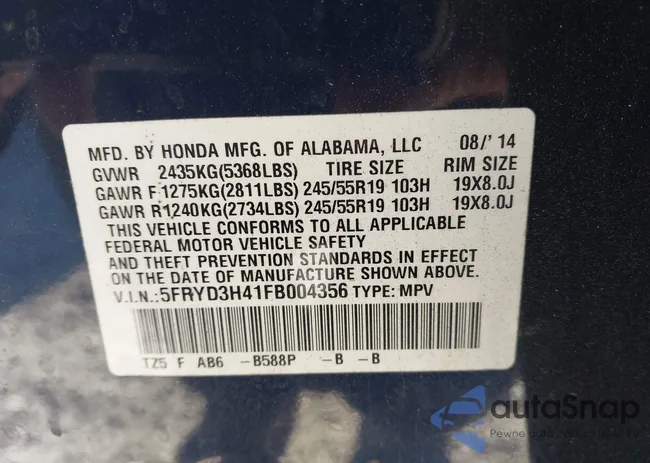 MFD. BY HONDA MFG. OF ALABAMA, LLC 08/' 14
GVWR 2435KG(5368LBS) TIRE SIZE RIM SIZE
GAWR F1275KG(2811LBS) 245/55R19 103H 19X8.0J
GAWR R1240KG(2734LBS) 245/55R19 103H 19X8.0J
THIS VEHICLE CONFORMS TO ALL APPLICABLE
FEDERAL MOTOR VEHICLE SAFETY
AND THEFT PREVENTION STANDARDS IN EFFECT
ON THE DATE OF MANUFACTURE SHOWN ABOVE.
V.I.N.:5FRYD3H41FB004356 TYPE: MPV
TZ5 F AB6 -B588P -B -B
autoSnap